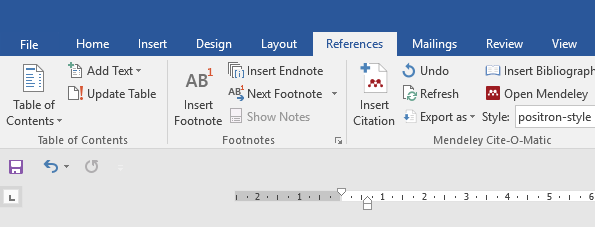 File Home Insert Design Layout References Mailings Review View
Add Text Insert Endnote Undo Insert Bibliograph
AB¹ Next Footnote Refresh Open Mendeley
Update Table
Table of Contents Insert Footnote Show Notes Insert Citation Export as Style: positron-style
Table of Contents Footnotes Mendeley Cite-O-Matic
2 1 1 2 3 4 5 6